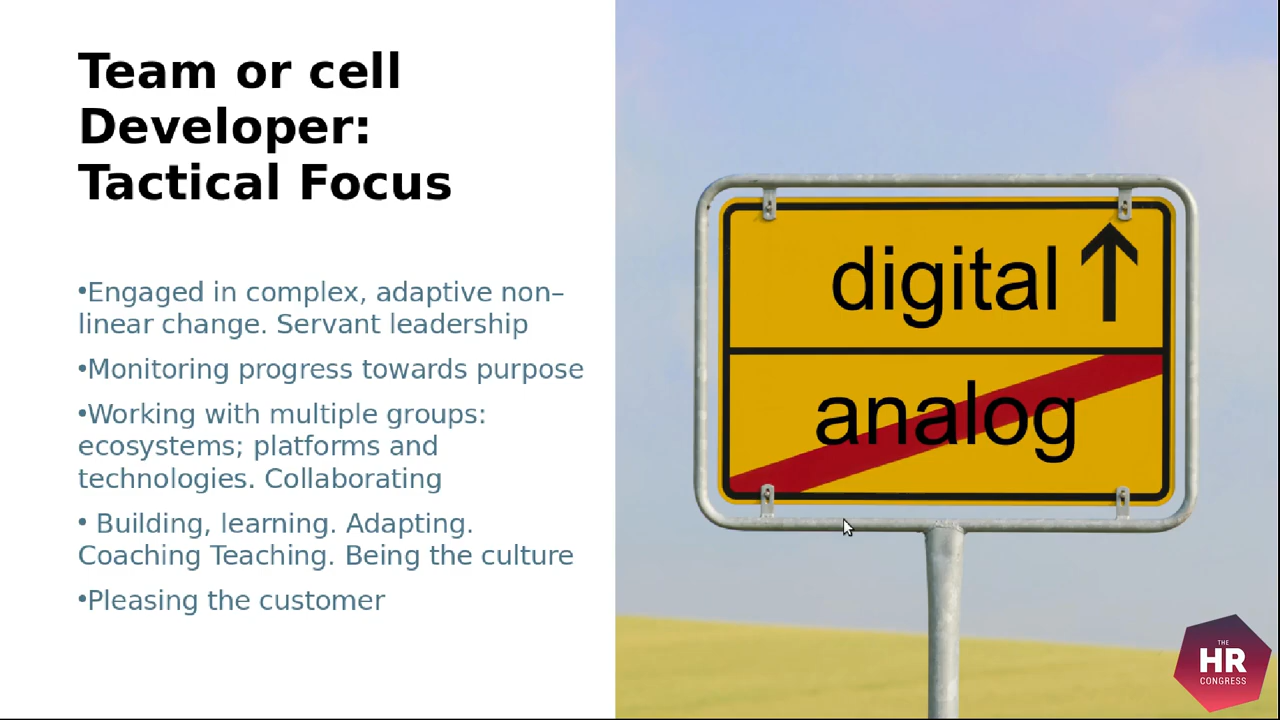 Team or cell
Developer:
Tactical Focus
•Engaged in complex, adaptive non–
linear change. Servant leadership
•Monitoring progress towards purpose
•Working with multiple groups:
ecosystems; platforms and
technologies. Collaborating
• Building, learning. Adapting.
Coaching Teaching. Being the culture
•Pleasing the customer
digital
analog
THE
HR
CONGRESS